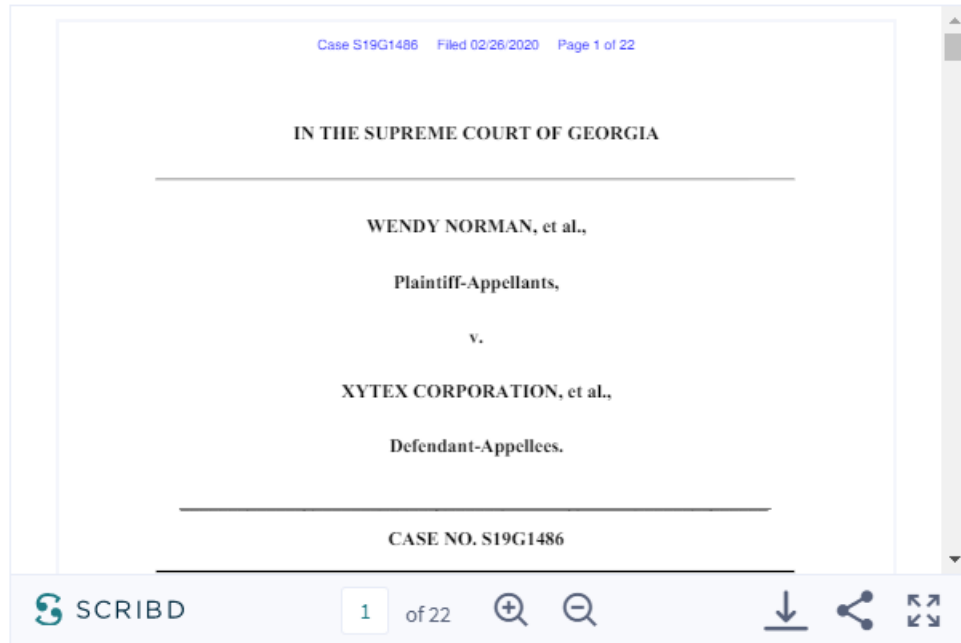 Case S19G1486 Filed 02/26/2020 Page 1 of 22
IN THE SUPREME COURT OF GEORGIA
WENDY NORMAN, et al.,
Plaintiff-Appellants,
v.
XYTEX CORPORATION, et al.,
Defendant-Appellees.
CASE NO. S19G1486
SCRIBD 1 of 22